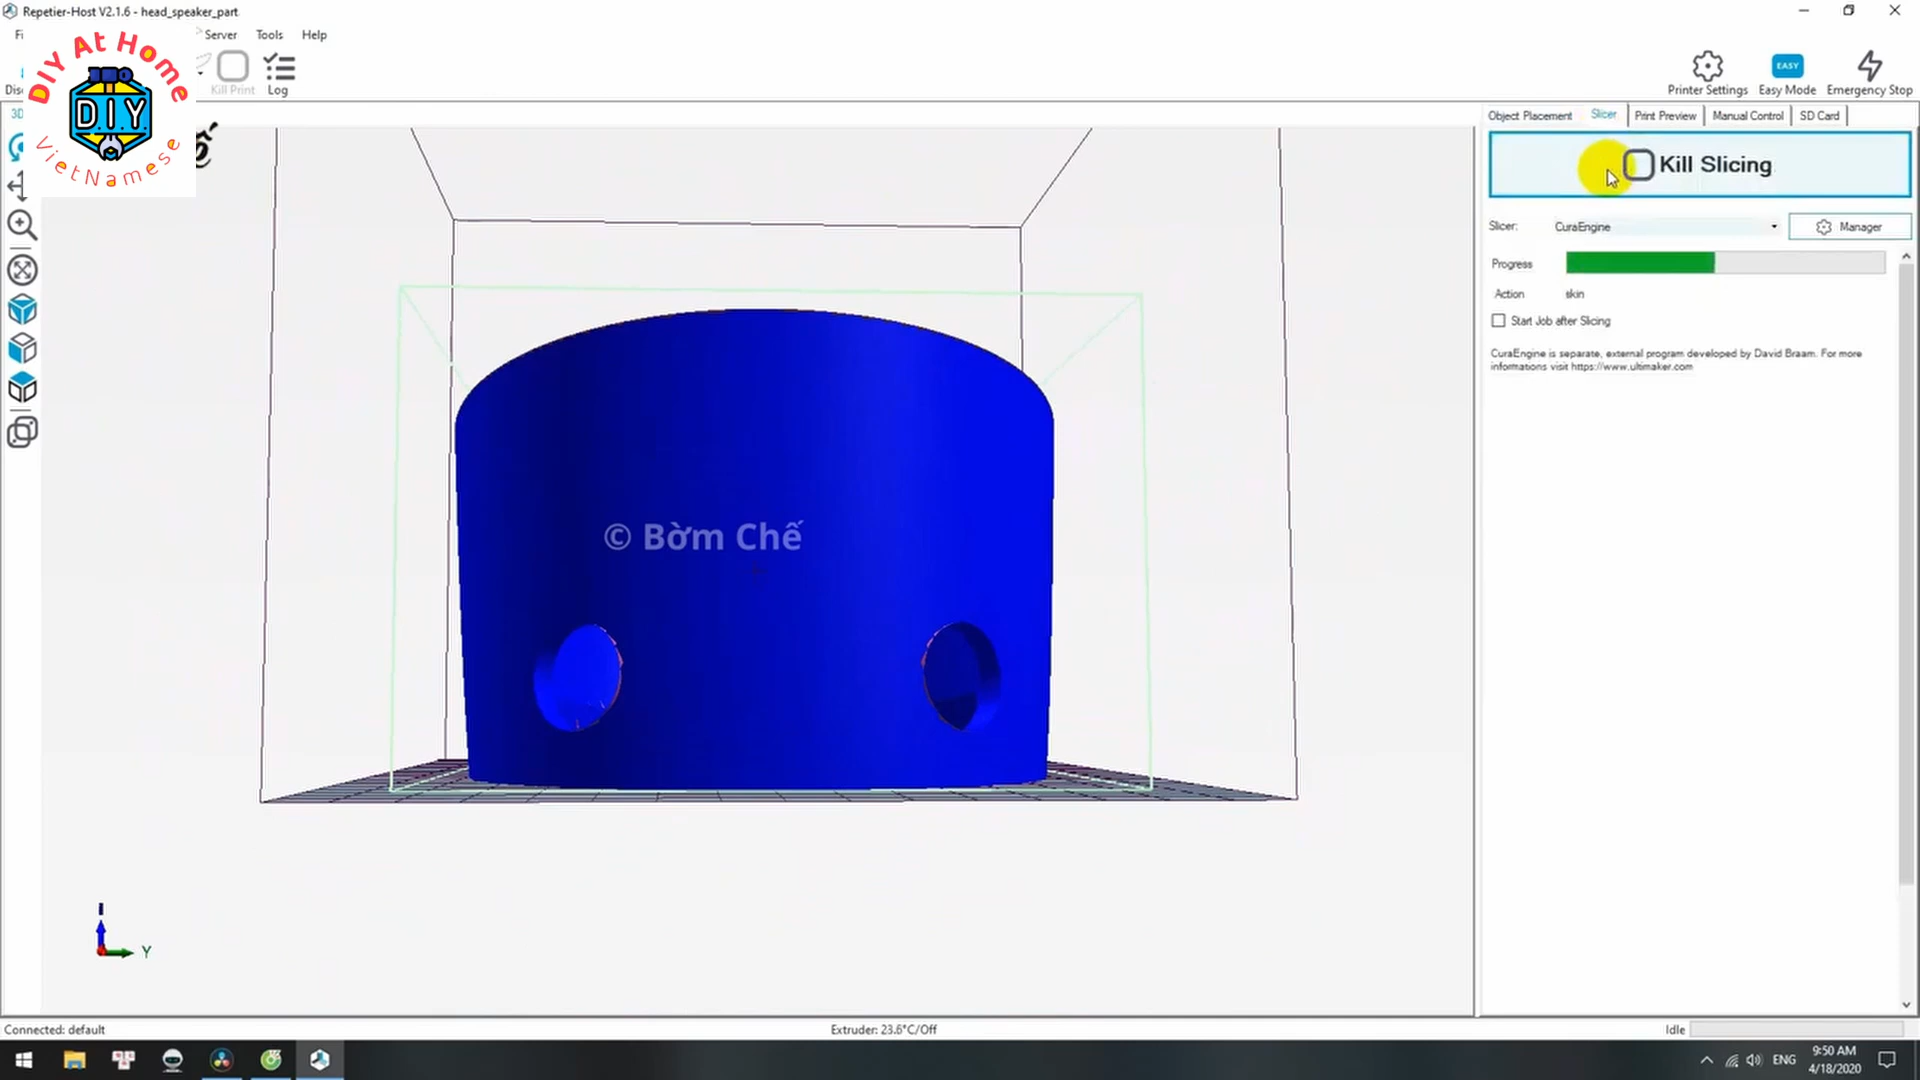 Repetier-Host V2.1.6 - head_speaker_part
Server Tools Help
DIY At Home
DIY
VietNamese
Kill Print
Log
Printer Settings
Easy Mode
EASY
Emergency Stop
Object Placement
Slicer
Print Preview
Manual Control
SD Card
Kill Slicing
Slicer: CuraEngine
Manager
Progress
Action skin
Start Job after Slicing
CuraEngine is separate, external program developed by David Braam. For more
informations visit https://www.ultimaker.com
© Bờm Chế
Y
Connected: default
Extruder: 23.6°C/Off
Idle
ENG
9:50 AM
4/18/2020